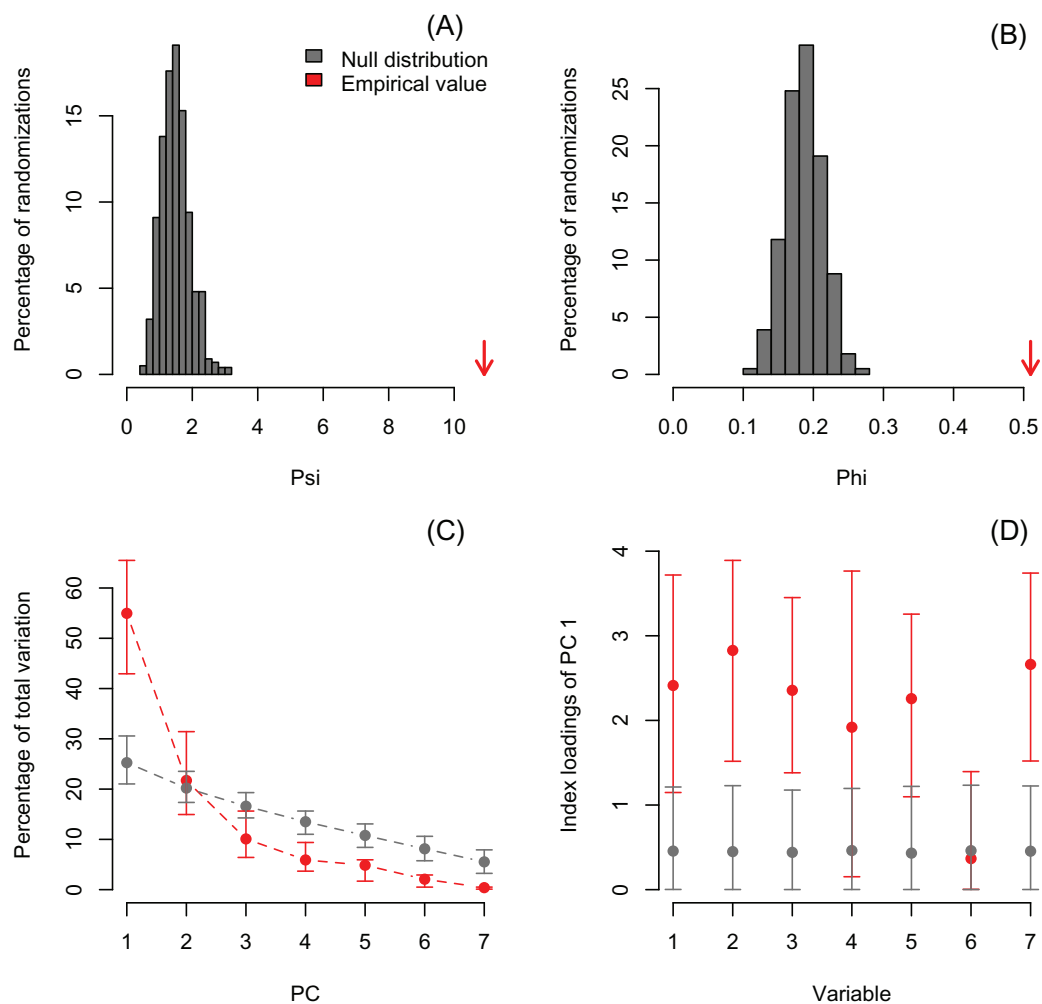 (A)
Null distribution
Empirical value
Percentage of randomizations
0 5 10 15
0 2 4 6 8 10
Psi
(B)
Percentage of randomizations
0 5 10 15 20 25
0.0 0.1 0.2 0.3 0.4 0.5
Phi
(C)
Percentage of total variation
0 10 20 30 40 50 60
1 2 3 4 5 6 7
PC
(D)
Index loadings of PC 1
0 1 2 3 4
1 2 3 4 5 6 7
Variable